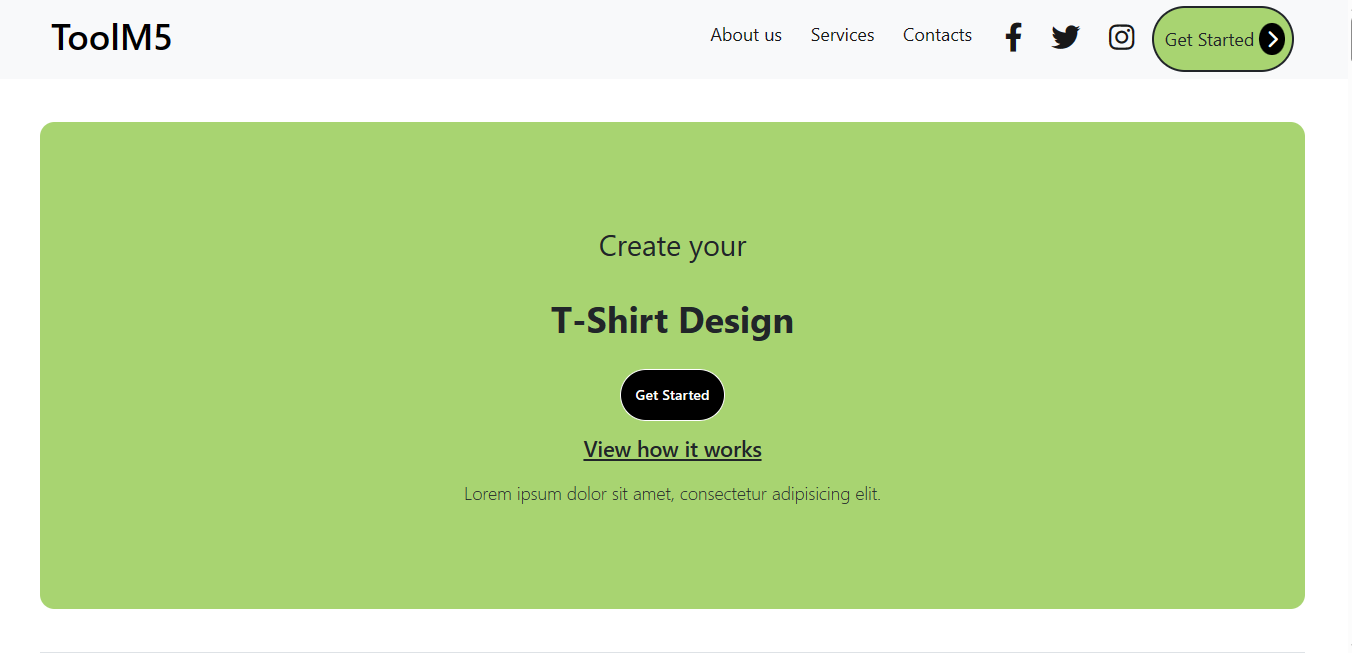 ToolM5
About us Services Contacts Get Started
Create your
T-Shirt Design
Get Started
View how it works
Lorem ipsum dolor sit amet, consectetur adipisicing elit.